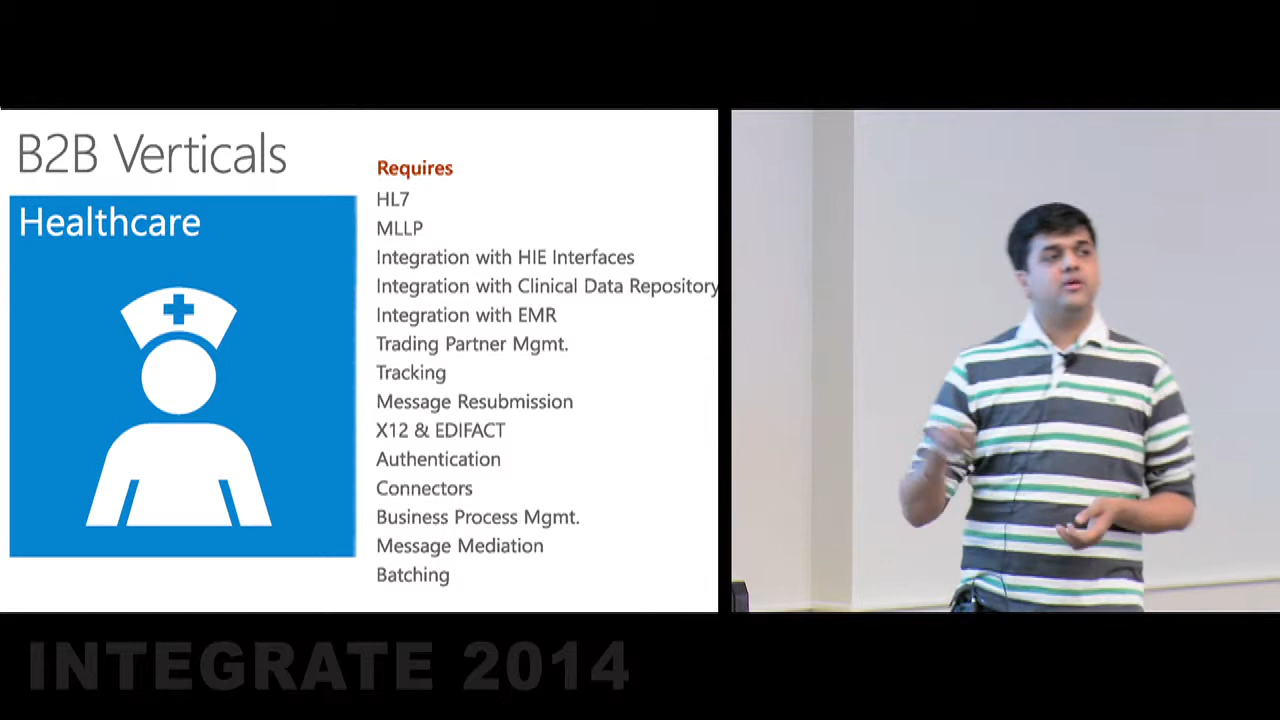 B2B Verticals
Healthcare
Requires
HL7
MLLP
Integration with HIE Interfaces
Integration with Clinical Data Repository
Integration with EMR
Trading Partner Mgmt.
Tracking
Message Resubmission
X12 & EDIFACT
Authentication
Connectors
Business Process Mgmt.
Message Mediation
Batching
INTEGRATE 2014